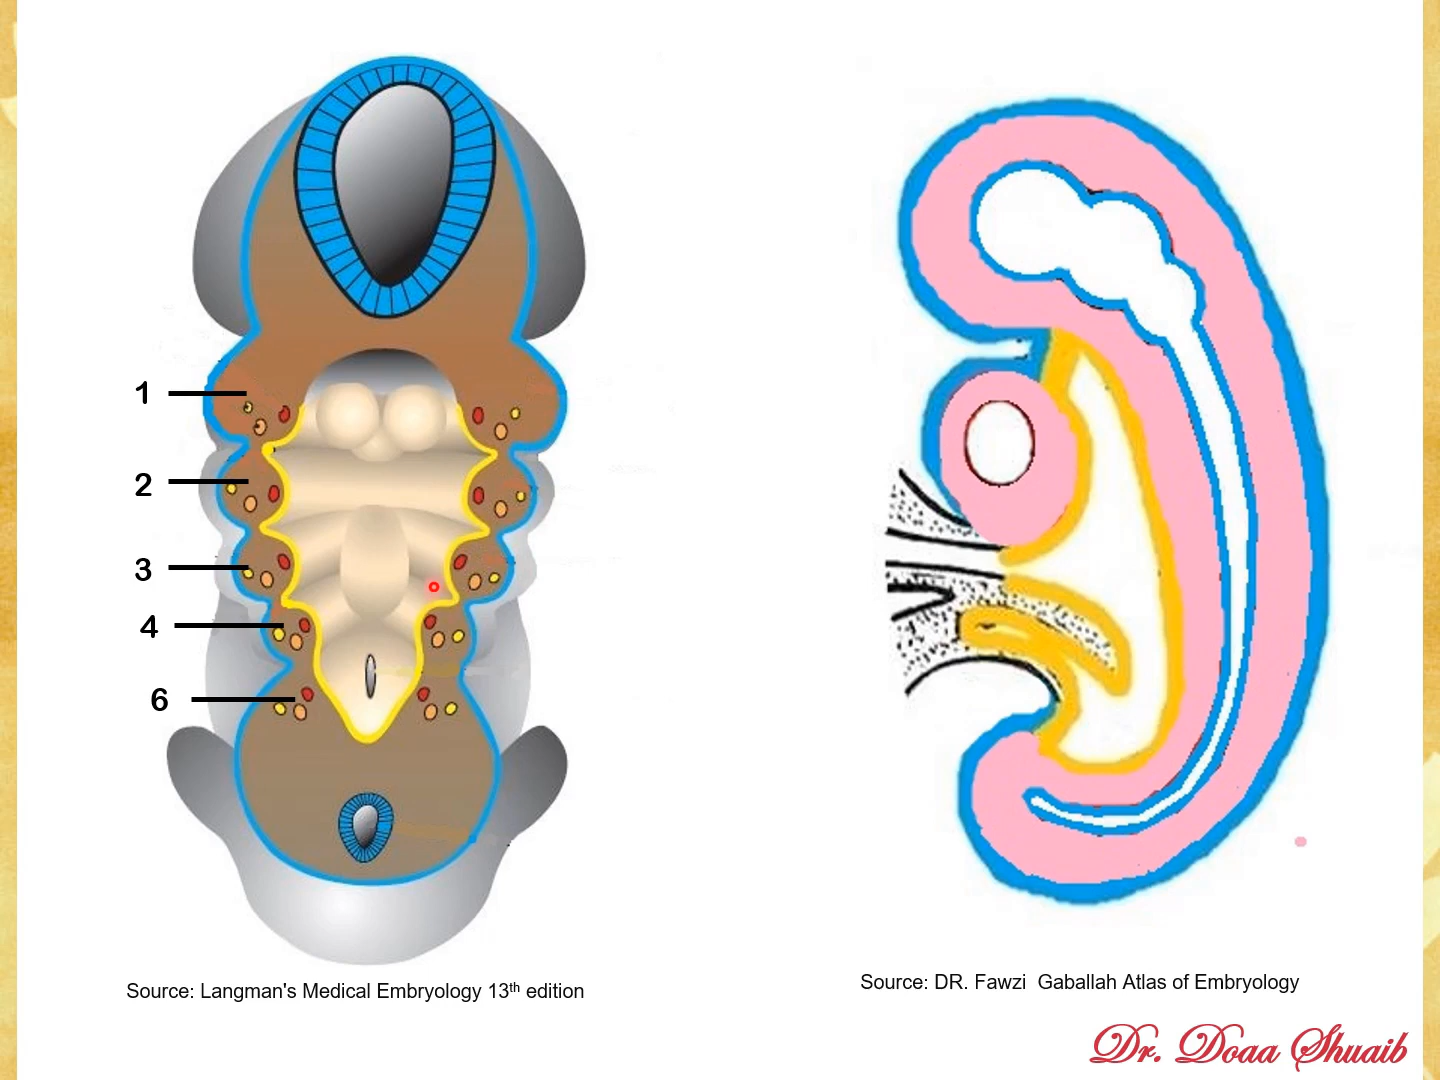 1
2
3
4
6
Source: Langman's Medical Embryology 13th edition
Source: DR. Fawzi Gaballah Atlas of Embryology
Dr. Doaa Shuaib